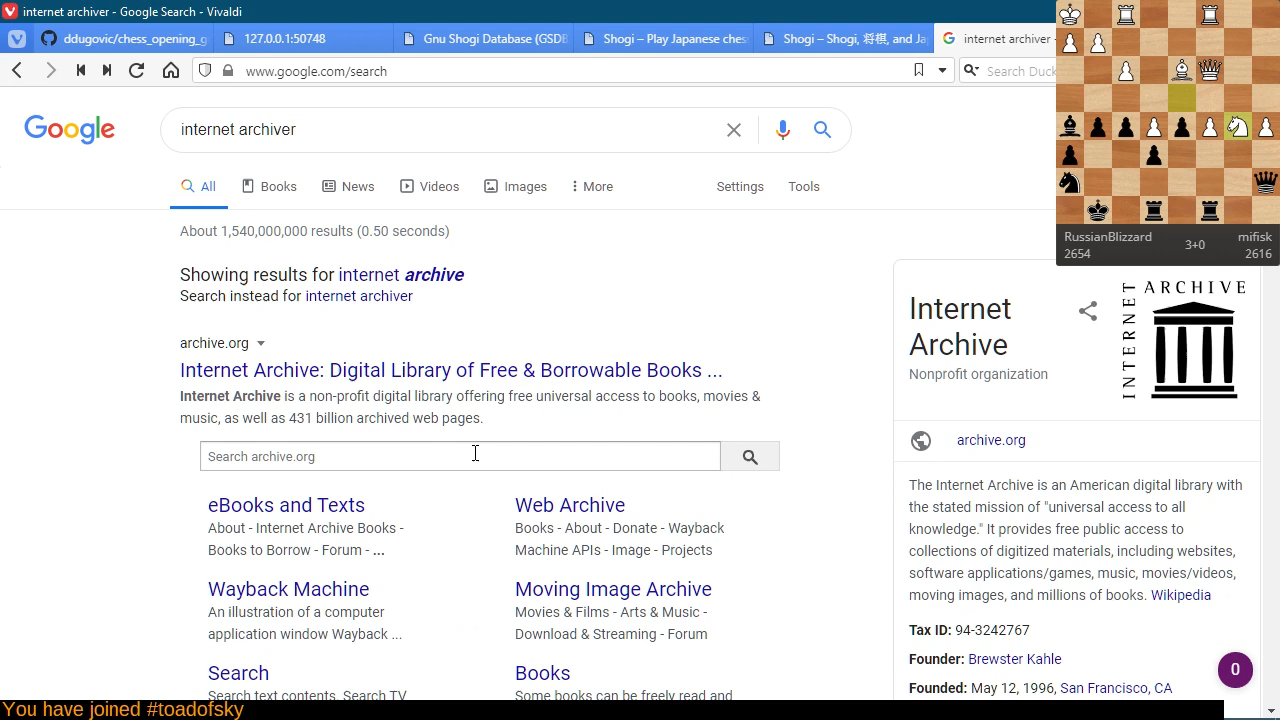 internet archiver - Google Search - Vivaldi
ddugovic/chess_opening_g
127.0.0.1:50748
Gnu Shogi Database (GSDB
Shogi – Play Japanese ches
Shogi – Shogi, 将棋, and Ja
internet archiver -
www.google.com/search
Search Duck
Google
internet archiver
All
Books
News
Videos
Images
More
Settings
Tools
About 1,540,000,000 results (0.50 seconds)
Showing results for internet archive
Search instead for internet archiver
archive.org
Internet Archive: Digital Library of Free & Borrowable Books ...
Internet Archive is a non-profit digital library offering free universal access to books, movies &
music, as well as 431 billion archived web pages.
Search archive.org
eBooks and Texts
About - Internet Archive Books -
Books to Borrow - Forum - ...
Web Archive
Books - About - Donate - Wayback
Machine APIs - Image - Projects
Wayback Machine
An illustration of a computer
application window Wayback ...
Moving Image Archive
Movies & Films - Arts & Music -
Download & Streaming - Forum
Search
Search text contents. Search TV
Books
Some books can be freely read and
RussianBlizzard
2654
3+0
mifisk
2616
Internet
Archive
Nonprofit organization
INTERNET
ARCHIVE
archive.org
The Internet Archive is an American digital library with
the stated mission of "universal access to all
knowledge." It provides free public access to
collections of digitized materials, including websites,
software applications/games, music, movies/videos,
moving images, and millions of books. Wikipedia
Tax ID: 94-3242767
Founder: Brewster Kahle
Founded: May 12, 1996, San Francisco, CA
0
You have joined #toadofsky